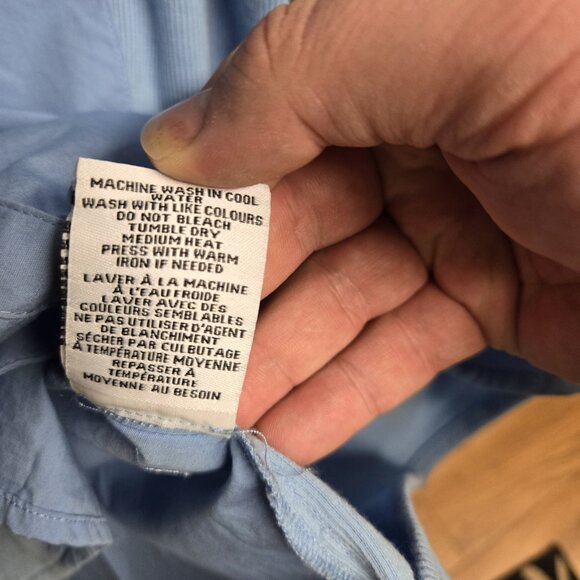 MACHINE WASH IN COOL
WATER
WASH WITH LIKE COLOURS
DO NOT BLEACH
TUMBLE DRY
MEDIUM HEAT
PRESS WITH WARM
IRON IF NEEDED
LAVER À LA MACHINE
À L'EAU FROIDE
LAVER AVEC DES
COULEURS SEMBLABLES
NE PAS UTILISER D'AGENT
DE BLANCHIMENT
SÉCHER PAR CULBUTAGE
À TEMPÉRATURE MOYENNE
REPASSER À
TEMPÉRATURE
MOYENNE AU BESOIN